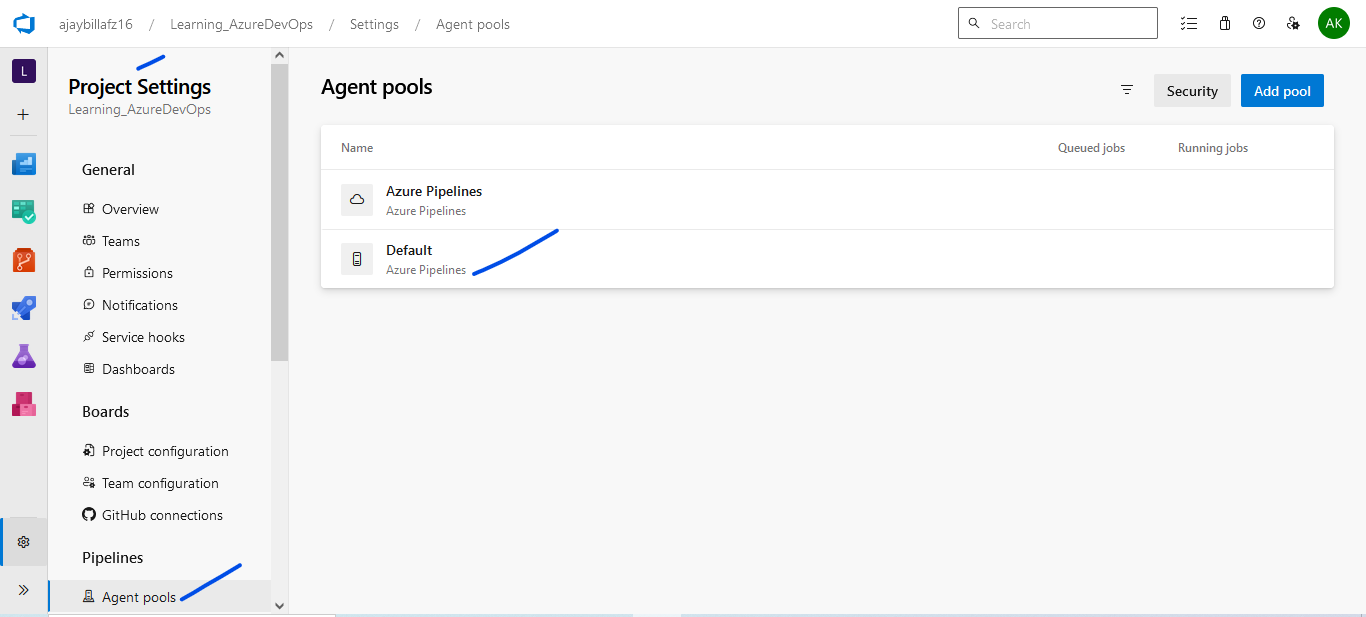 ajaybillafz16 / Learning_AzureDevOps / Settings / Agent pools
Search
AK
L
Project Settings
Learning_AzureDevOps
General
Overview
Teams
Permissions
Notifications
Service hooks
Dashboards
Boards
Project configuration
Team configuration
GitHub connections
Pipelines
Agent pools
Agent pools
Security
Add pool
Name Queued jobs Running jobs
Azure Pipelines
Azure Pipelines
Default
Azure Pipelines